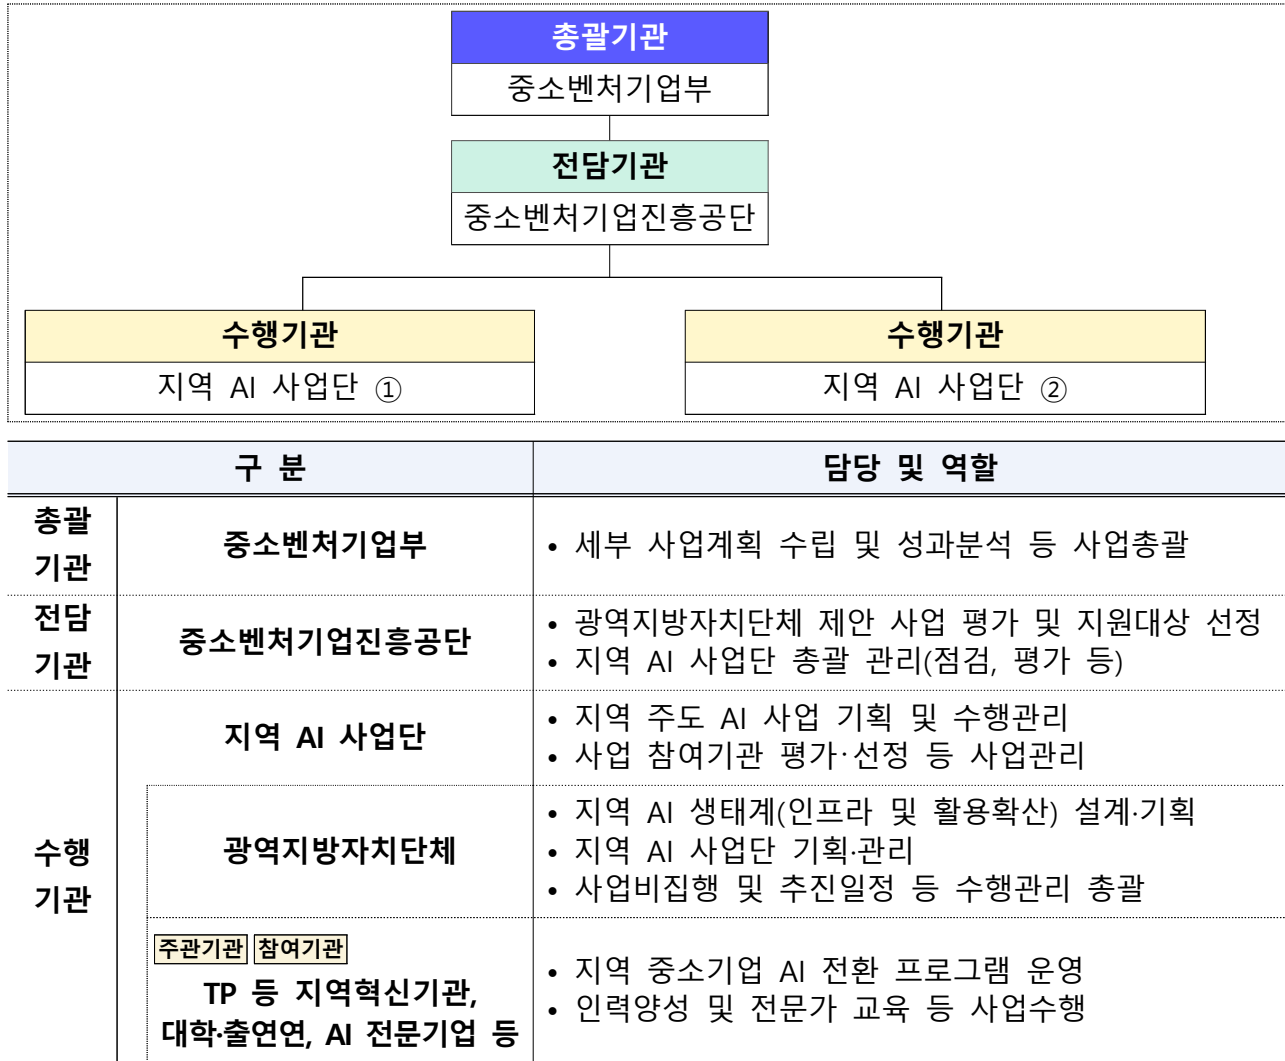 총괄기관
중소벤처기업부
전담기관
중소벤처기업진흥공단
수행기관
지역 AI 사업단 ①
수행기관
지역 AI 사업단 ②
구 분
담당 및 역할
총괄
기관
중소벤처기업부
• 세부 사업계획 수립 및 성과분석 등 사업총괄
전담
기관
중소벤처기업진흥공단
• 광역지방자치단체 제안 사업 평가 및 지원대상 선정
• 지역 AI 사업단 총괄 관리(점검, 평가 등)
수행
기관
지역 AI 사업단
• 지역 주도 AI 사업 기획 및 수행관리
• 사업 참여기관 평가·선정 등 사업관리
광역지방자치단체
• 지역 AI 생태계(인프라 및 활용확산) 설계·기획
• 지역 AI 사업단 기획·관리
• 사업비집행 및 추진일정 등 수행관리 총괄
주관기관 참여기관
TP 등 지역혁신기관,
대학·출연연, AI 전문기업 등
• 지역 중소기업 AI 전환 프로그램 운영
• 인력양성 및 전문가 교육 등 사업수행